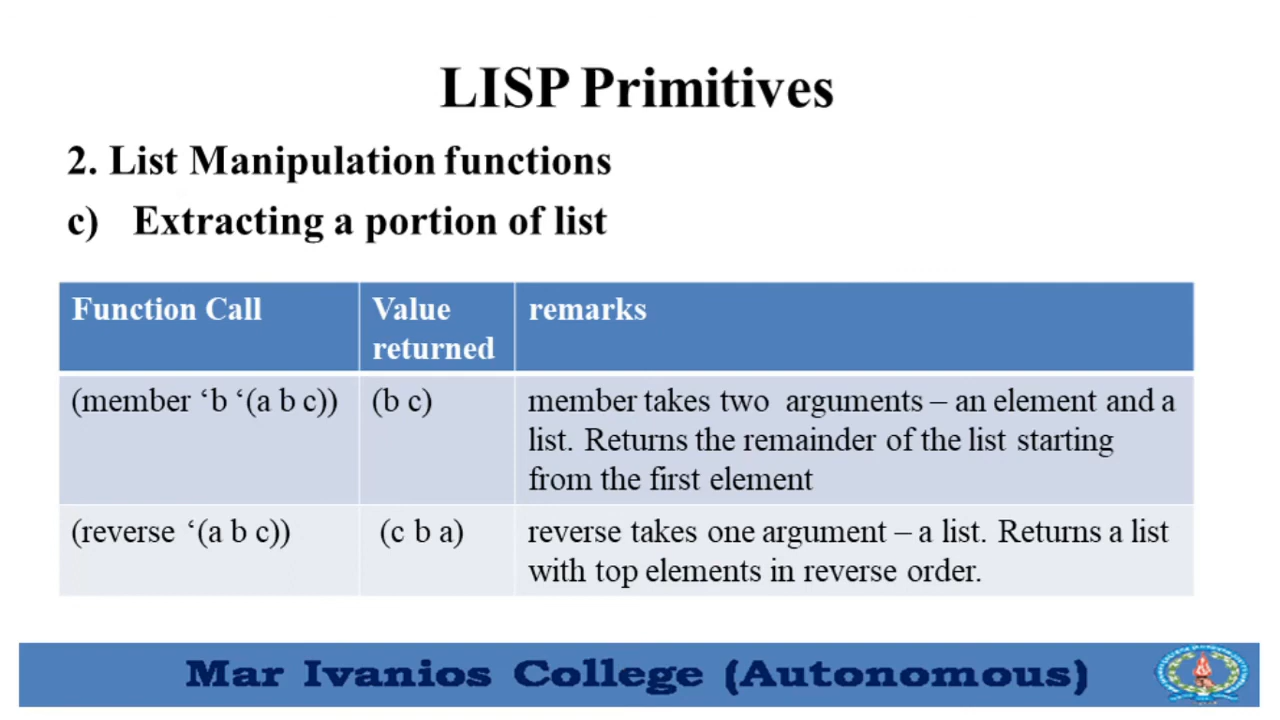 LISP Primitives
2. List Manipulation functions
c) Extracting a portion of list
Function Call
Value
returned
remarks
(member ‘b ‘(a b c))
(b c)
member takes two arguments – an element and a
list. Returns the remainder of the list starting
from the first element
(reverse ‘(a b c))
(c b a)
reverse takes one argument – a list. Returns a list
with top elements in reverse order.
Mar Ivanios College (Autonomous)